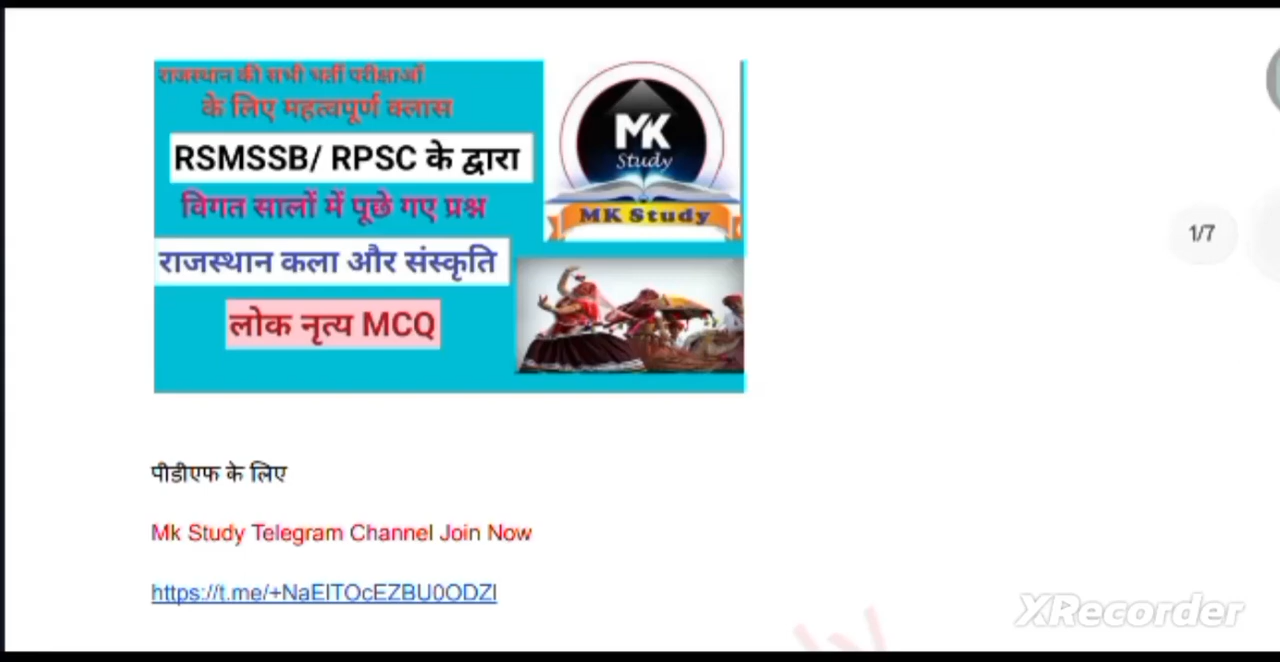 राजस्थान की सभी भर्ती परीक्षाओं
के लिए महत्वपूर्ण क्लास
RSMSSB/ RPSC के द्वारा
विगत सालों में पूछे गए प्रश्न
राजस्थान कला और संस्कृति
लोक नृत्य MCQ
MK
Study
MK Study
1/7
पीडीएफ के लिए
Mk Study Telegram Channel Join Now
https://t.me/+NaEITOcEZBU0ODZl
XRecorder